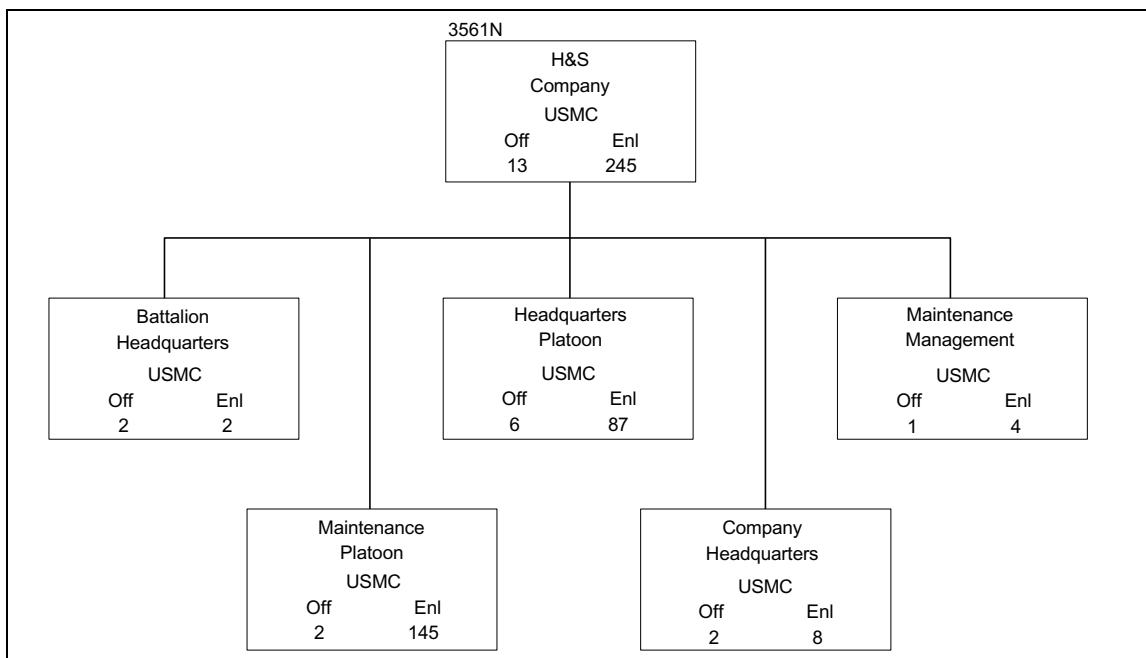 3561N
H&S
Company
USMC
Off Enl
13 245
Battalion
Headquarters
USMC
Off Enl
2 2
Headquarters
Platoon
USMC
Off Enl
6 87
Maintenance
Management
USMC
Off Enl
1 4
Maintenance
Platoon
USMC
Off Enl
2 145
Company
Headquarters
USMC
Off Enl
2 8